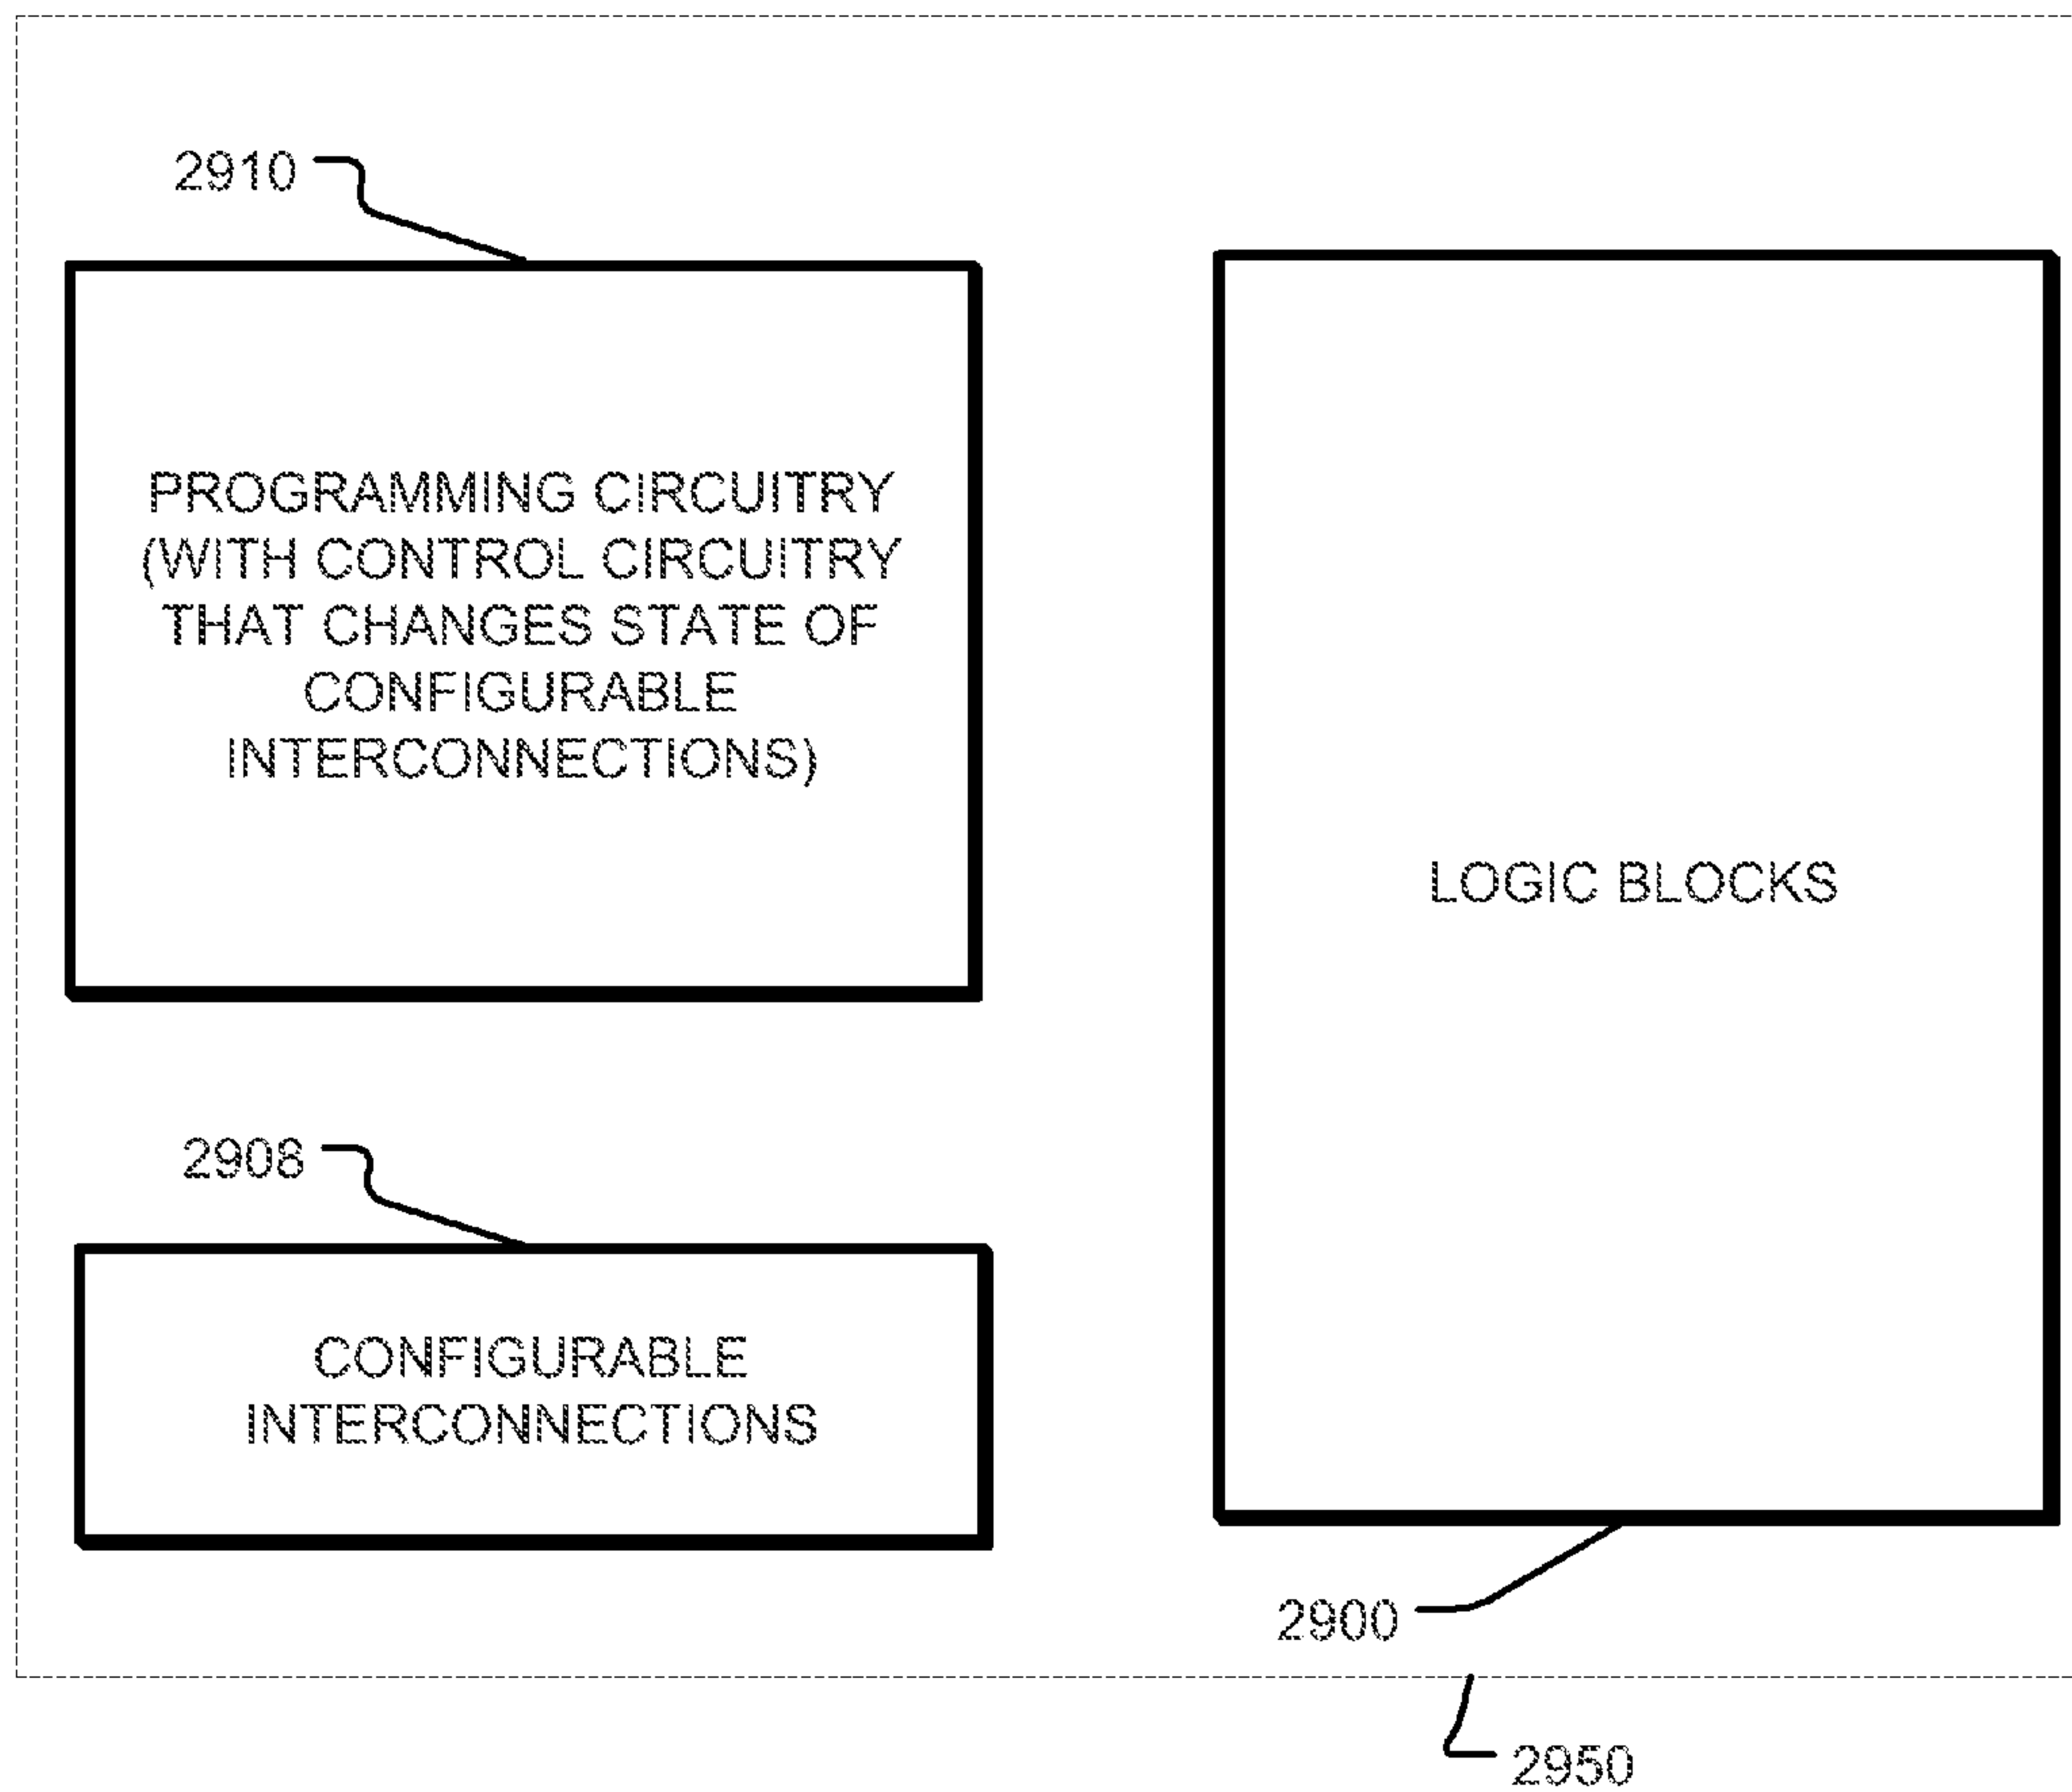 2910
PROGRAMMING CIRCUITRY
(WITH CONTROL CIRCUITRY
THAT CHANGES STATE OF
CONFIGURABLE
INTERCONNECTIONS)
LOGIC BLOCKS
2908
CONFIGURABLE
INTERCONNECTIONS
2900
2950